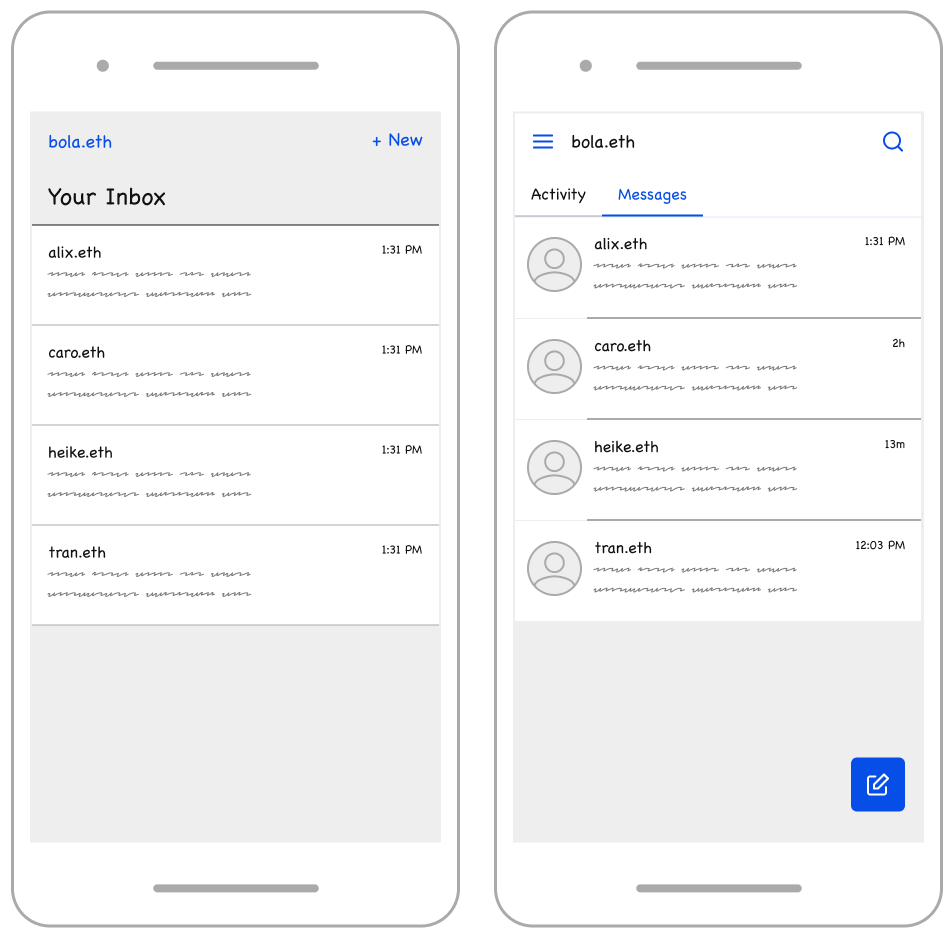 bola.eth
+ New
Your Inbox
alix.eth
1:31 PM
caro.eth
1:31 PM
heike.eth
1:31 PM
tran.eth
1:31 PM
bola.eth
Activity
Messages
alix.eth
1:31 PM
caro.eth
2h
heike.eth
13m
tran.eth
12:03 PM